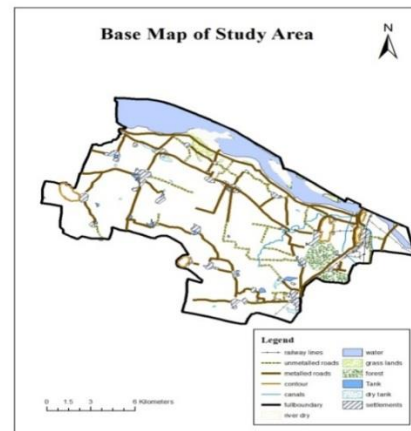 Base Map of Study Area
N
Legend
railway lines
unmetalled roads
metalled roads
contour
canals
fullboundary
river dry
water
grass lands
forest
Tank
dry tank
settlements
0 1.5 3 6 Kilometers